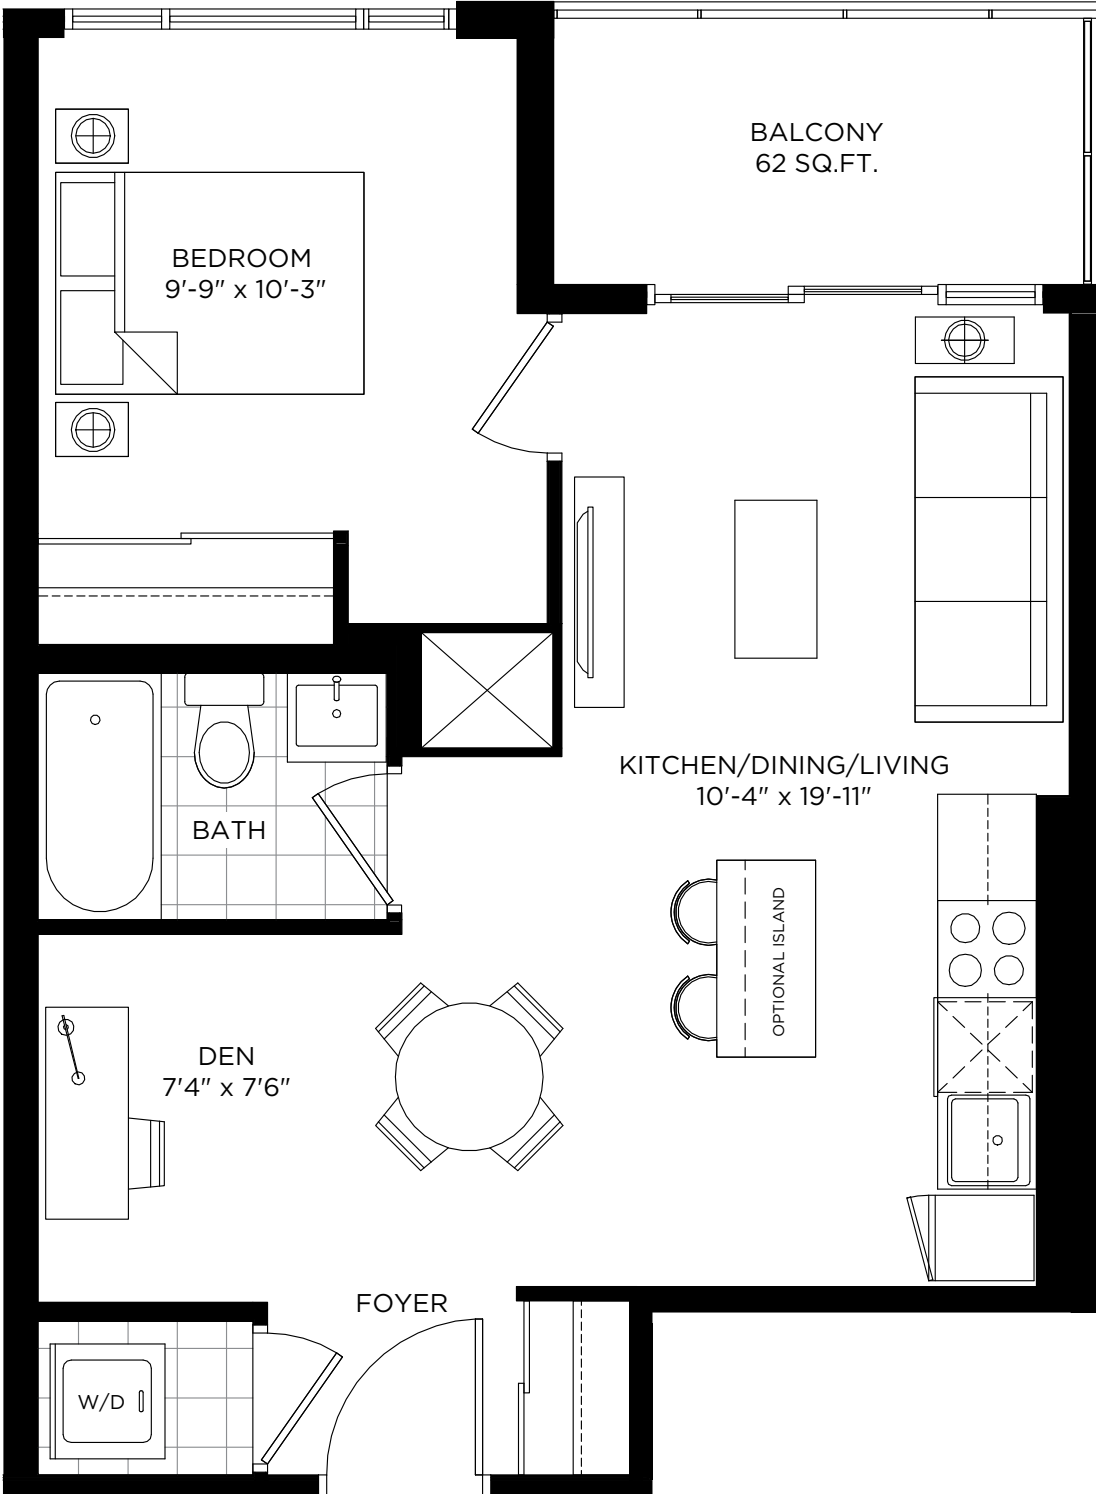 BALCONY
62 SQ.FT.
BEDROOM
9'-9" x 10'-3"
KITCHEN/DINING/LIVING
10'-4" x 19'-11"
BATH
OPTIONAL ISLAND
DEN
7'4" x 7'6"
FOYER
W/D